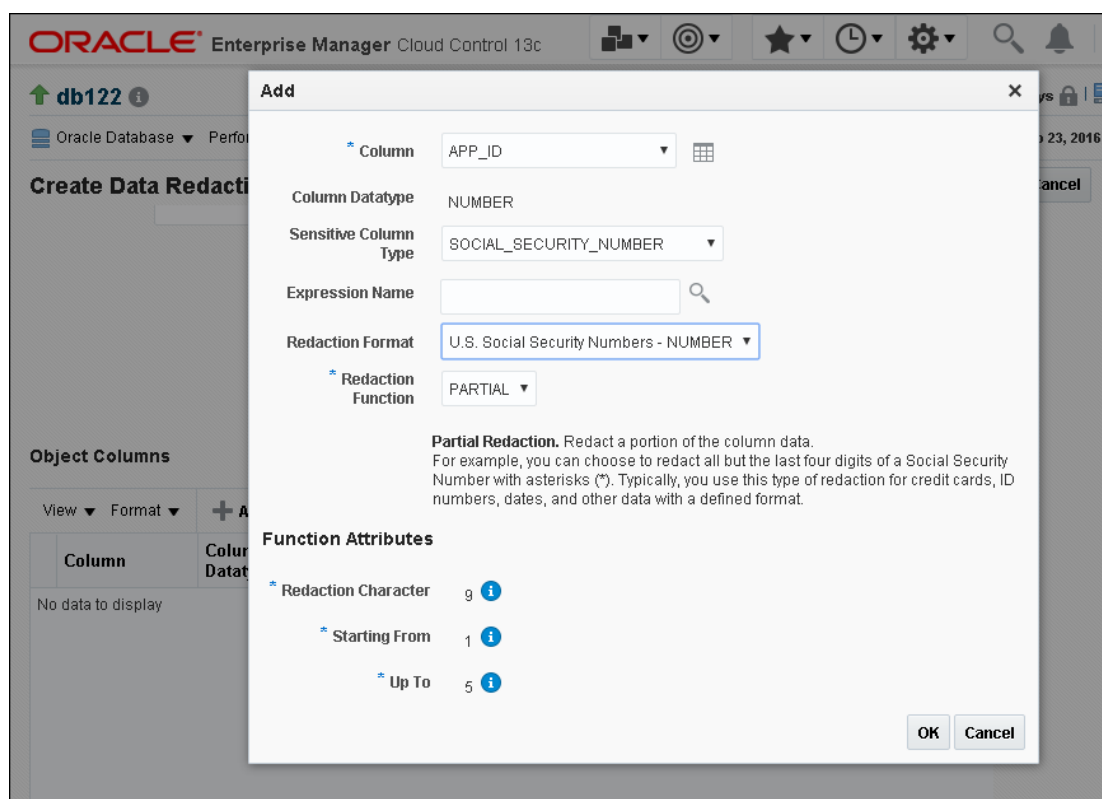 ORACLE Enterprise Manager Cloud Control 13c
db122
Oracle Database
23, 2016
Create Data
Cancel
Add
* Column APP_ID
Column Datatype NUMBER
Sensitive Column Type SOCIAL_SECURITY_NUMBER
Expression Name
Redaction Format U.S. Social Security Numbers - NUMBER
* Redaction Function PARTIAL
Partial Redaction. Redact a portion of the column data.
For example, you can choose to redact all but the last four digits of a Social Security
Number with asterisks (*). Typically, you use this type of redaction for credit cards, ID
numbers, dates, and other data with a defined format.
Function Attributes
* Redaction Character 9
* Starting From 1
* Up To 5
OK Cancel
Object Columns
View Format
Column
No data to display